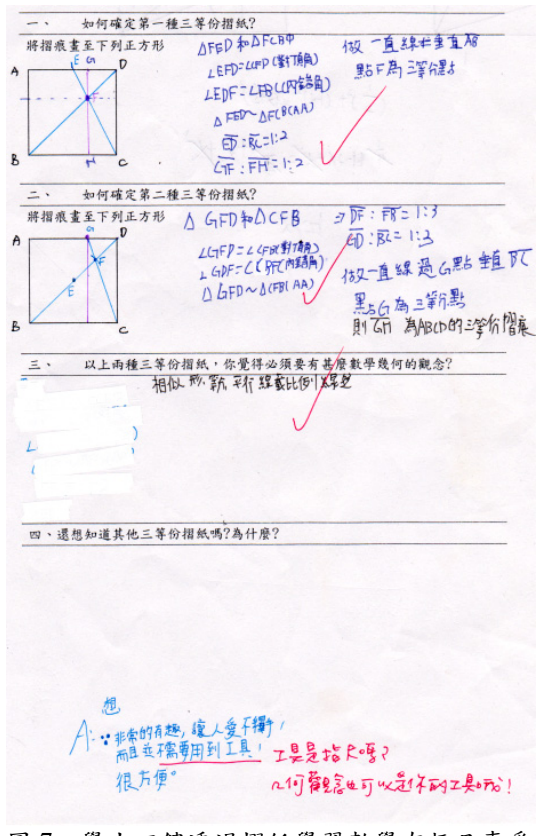 一、 如何確定第一種三等份摺紙?
將摺痕畫至下列正方形
A E G D
F
B H C
△FED和△FCB中
∠EFD=∠CFB(對頂角)
∠EDF=∠FBC(內錯角)
△FED~△FCB(AA)
ED:BC=1:2
GF:FH=1:2
做一直線垂直AB
點F為三等分點
二、 如何確定第二種三等份摺紙?
將摺痕畫至下列正方形
A G D
F
E
B C
△GFD和△CFB
∠GFD=∠CFB(對頂角)
∠GDF=∠CBF(內錯角)
△GFD~△CFB(AA)
⇒DF:FB=1:3
GD:BC=1:3
做一直線過G點垂直BC
點G為三等分點
則GH為ABCD的三等份摺痕
三、 以上兩種三等份摺紙,你覺得必須要有甚麼數學幾何的觀念?
相似形、平行線截比例線段
四、還想知道其他三等份摺紙嗎?為什麼?
想
A:∵非常的有趣,讓人愛不釋手,
而且並不需要用到工具!
很方便。
工具是指尺嗎?
幾何觀念也可以是你的工具哦!